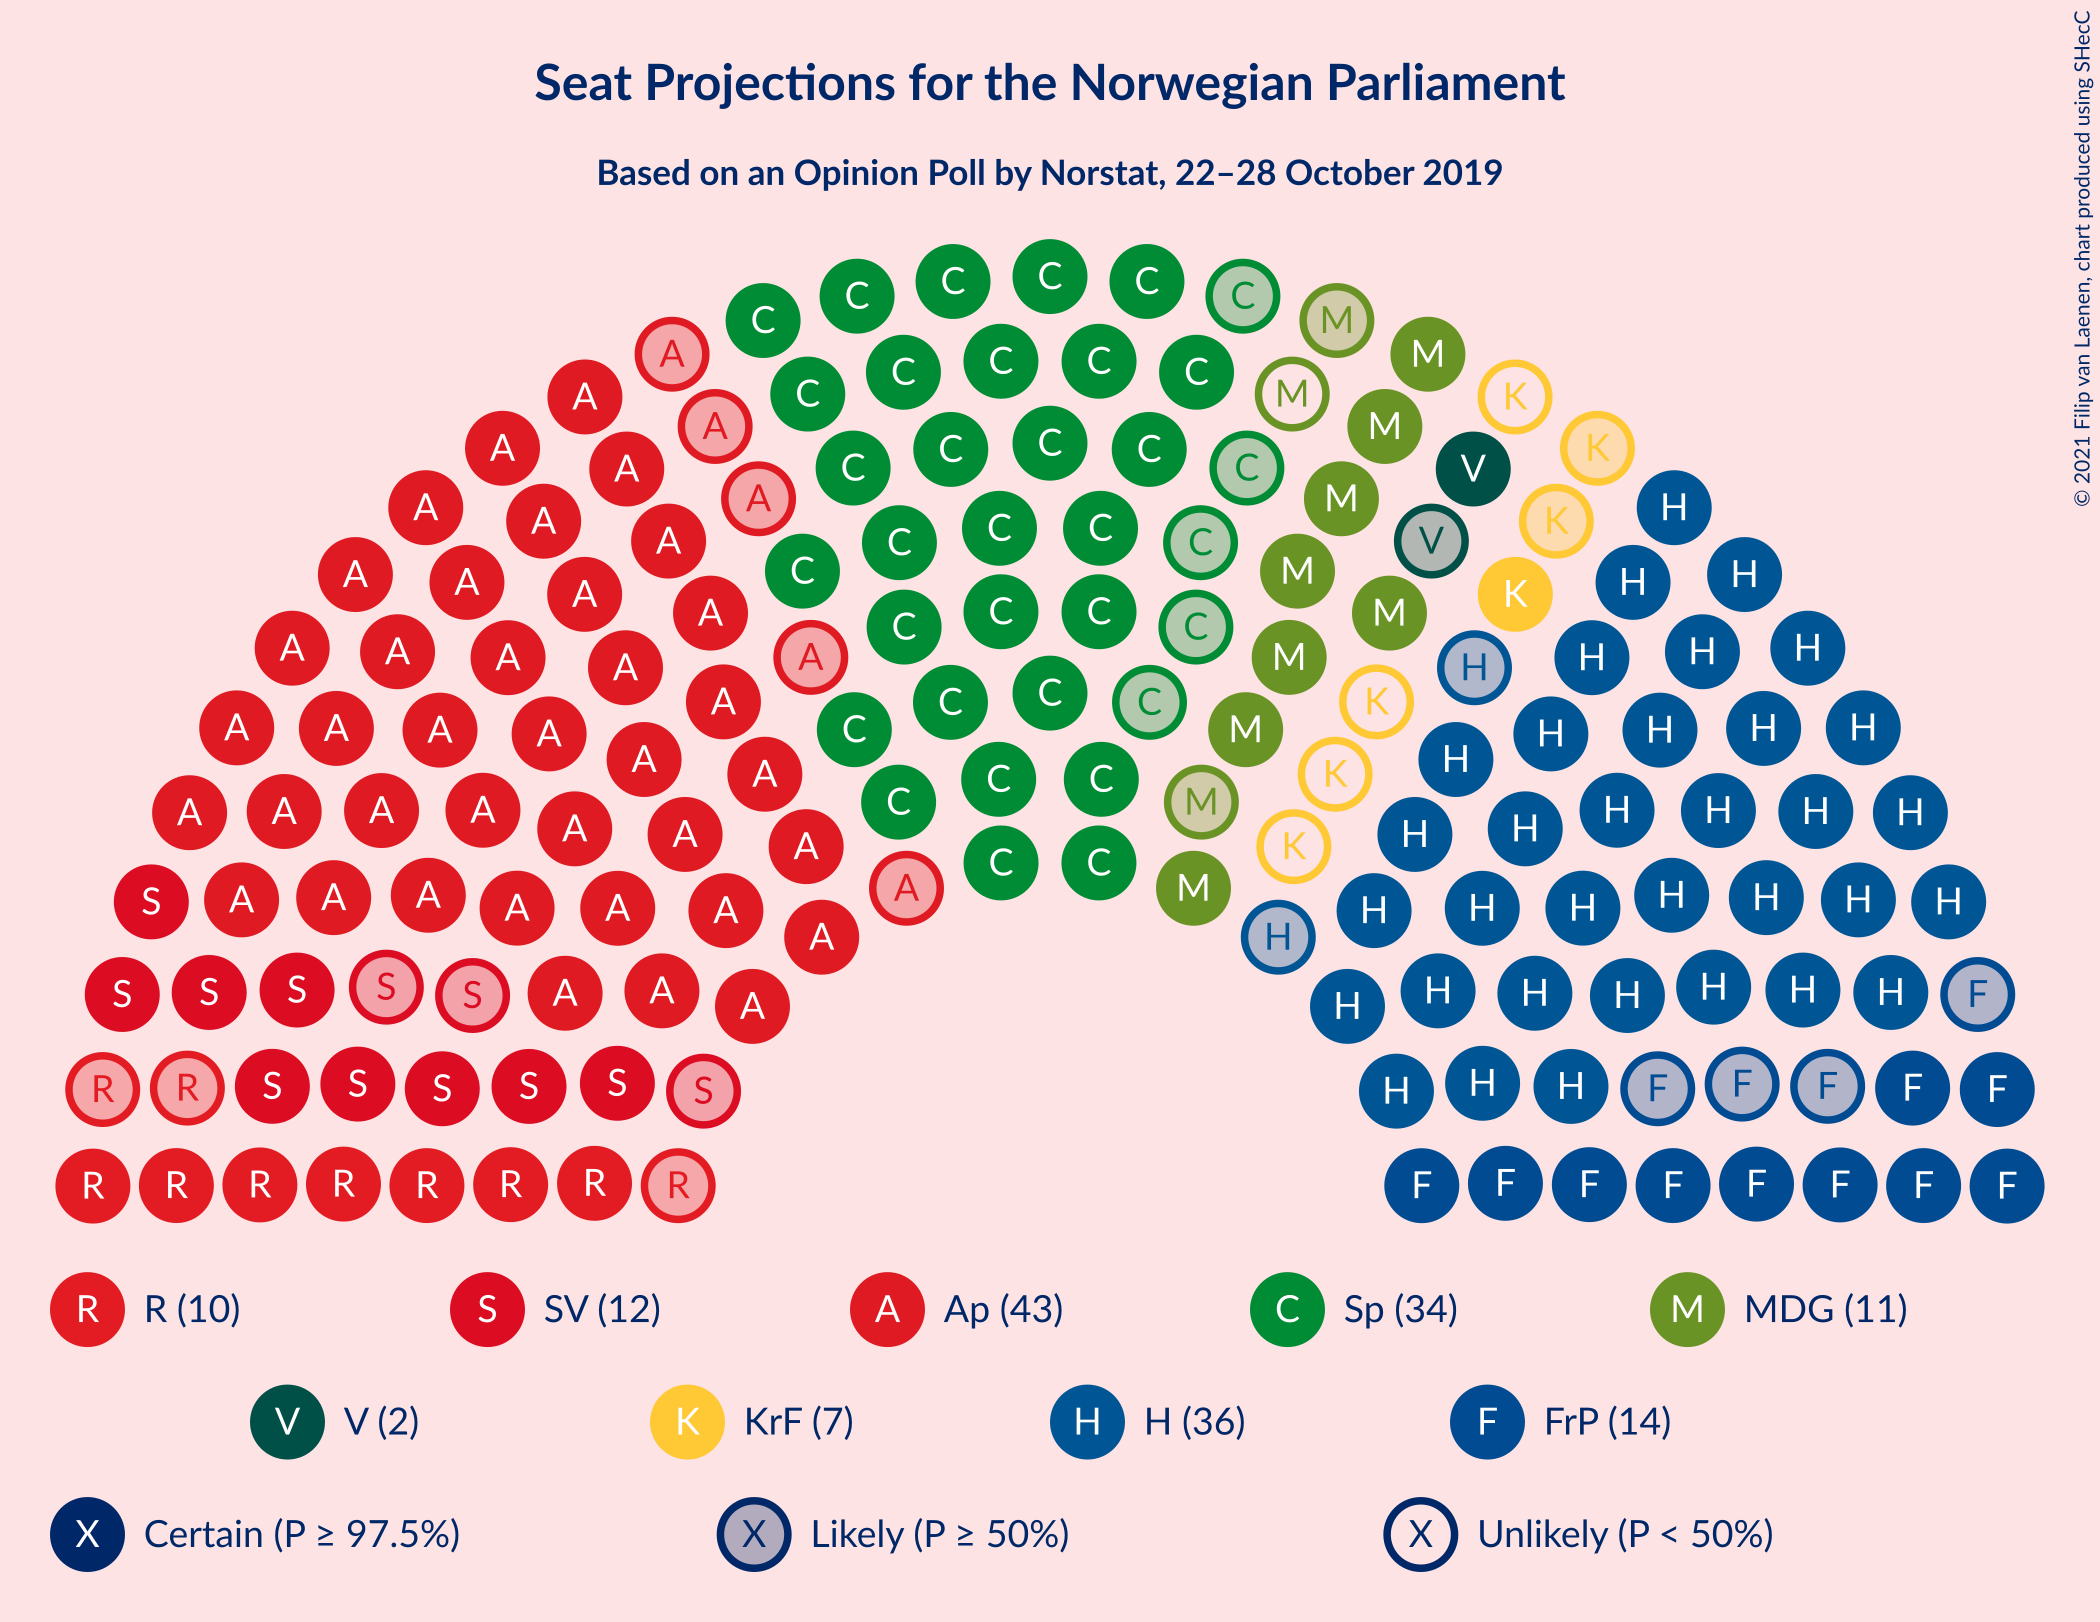 Seat Projections for the Norwegian Parliament
Based on an Opinion Poll by Norstat, 22–28 October 2019
© 2021 Filip van Laenen, chart produced using SHecC
C C C C C C M
A C C C C C M M M K
A A C C C C C M M V K
A A A C C C C C M V K H
A A A A C C C C M M K H H
A A A A A C C C M K H H H H
A A A A A A C C C C M K H H H H H
A A A A A A A C C C M K H H H H H H
S A A A A A A A A C C M H H H H H H H H
S S S S S A A A H H H H H H H F
R R S S S S S S H H H F F F F F
R R R R R R R R F F F F F F F F
R R (10) S SV (12) A Ap (43) C Sp (34) M MDG (11)
V V (2) K KrF (7) H H (36) F FrP (14)
X Certain (P ≥ 97.5%) X Likely (P ≥ 50%) X Unlikely (P < 50%)